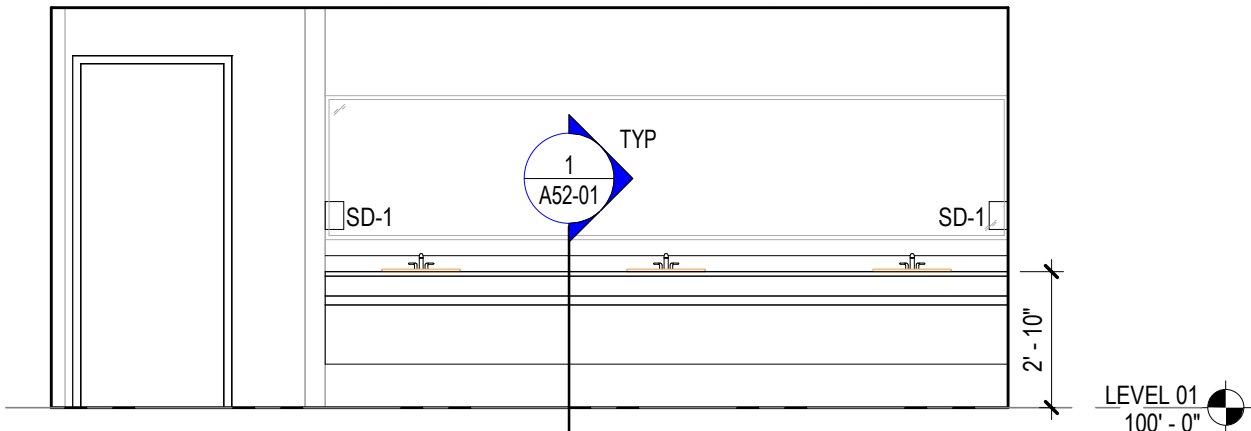 TYP
1
A52-01
SD-1
SD-1
2' - 10"
LEVEL 01
100' - 0"